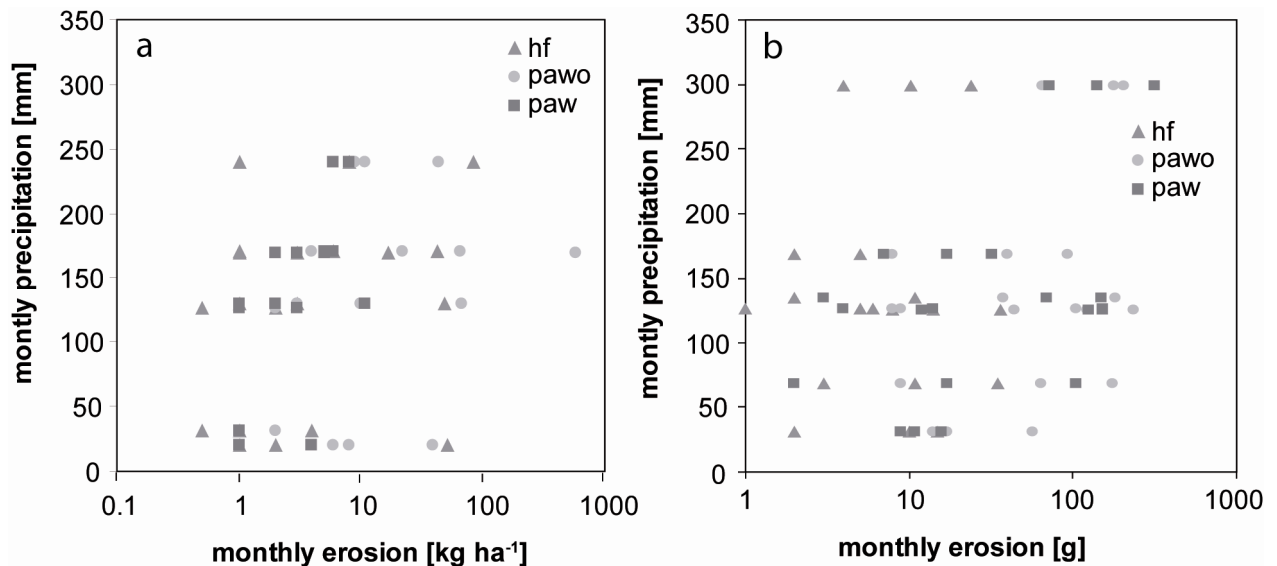 a
hf
pawo
paw
350
300
250
200
150
100
50
0
montly precipitation [mm]
0.1 1 10 100 1000
monthly erosion [kg ha-1]
b
hf
pawo
paw
350
300
250
200
150
100
50
0
montly precipitation [mm]
1 10 100 1000
monthly erosion [g]